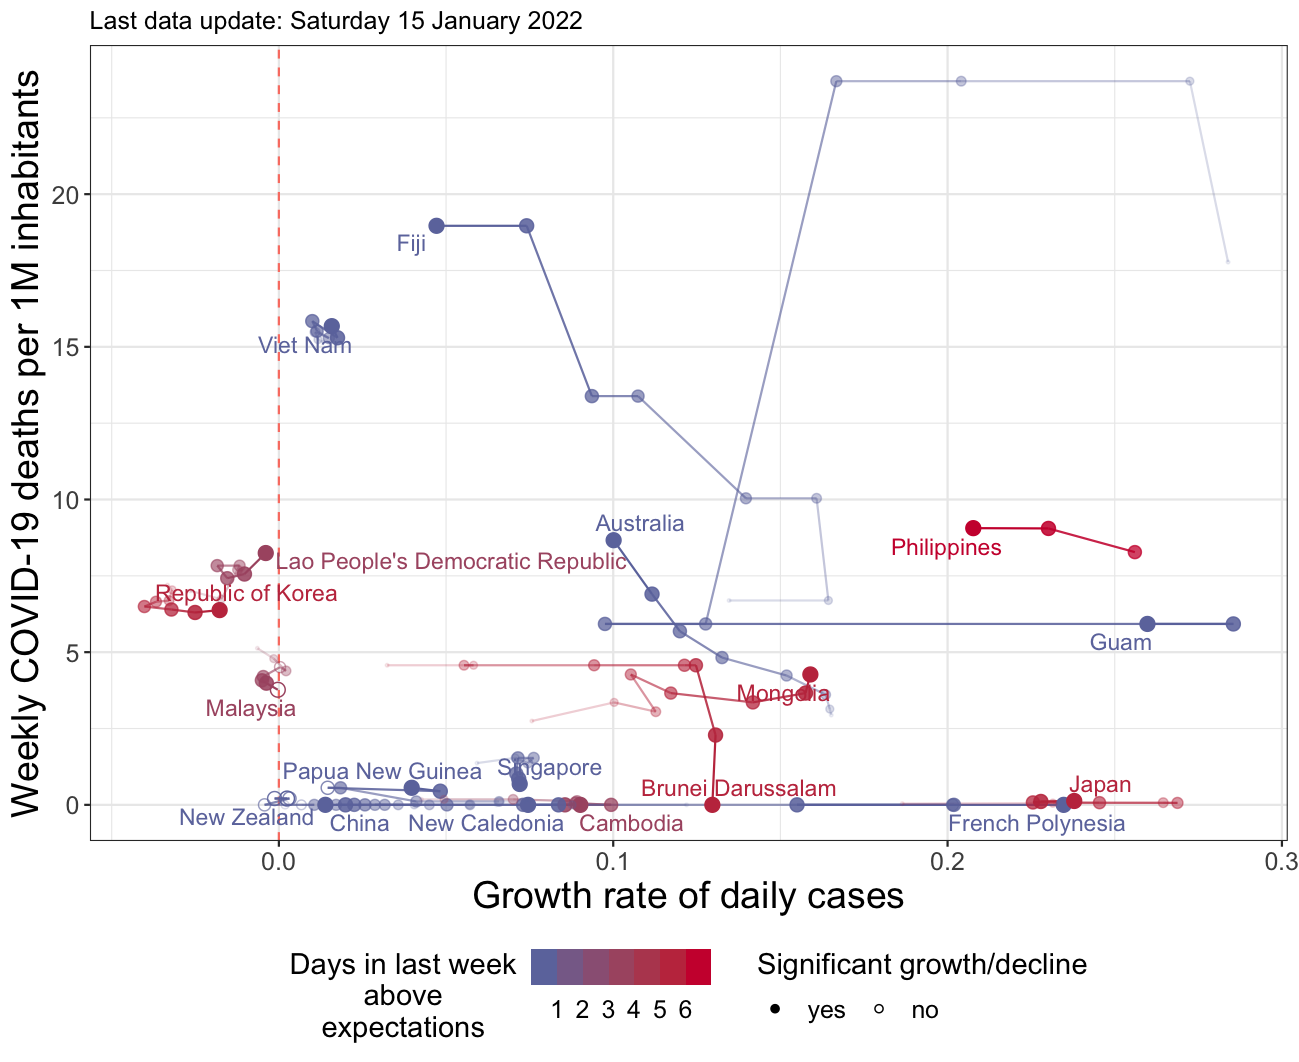 Last data update: Saturday 15 January 2022
Weekly COVID-19 deaths per 1M inhabitants
20
15
10
5
0
Fiji
Viet Nam
Australia
Philippines
Lao People's Democratic Republic
Republic of Korea
Guam
Malaysia
Mongolia
Papua New Guinea
Singapore
Brunei Darussalam
Japan
New Zealand
China
New Caledonia
Cambodia
French Polynesia
0.0
0.1
0.2
0.3
Growth rate of daily cases
Days in last week
above
expectations
1 2 3 4 5 6
Significant growth/decline
yes
no